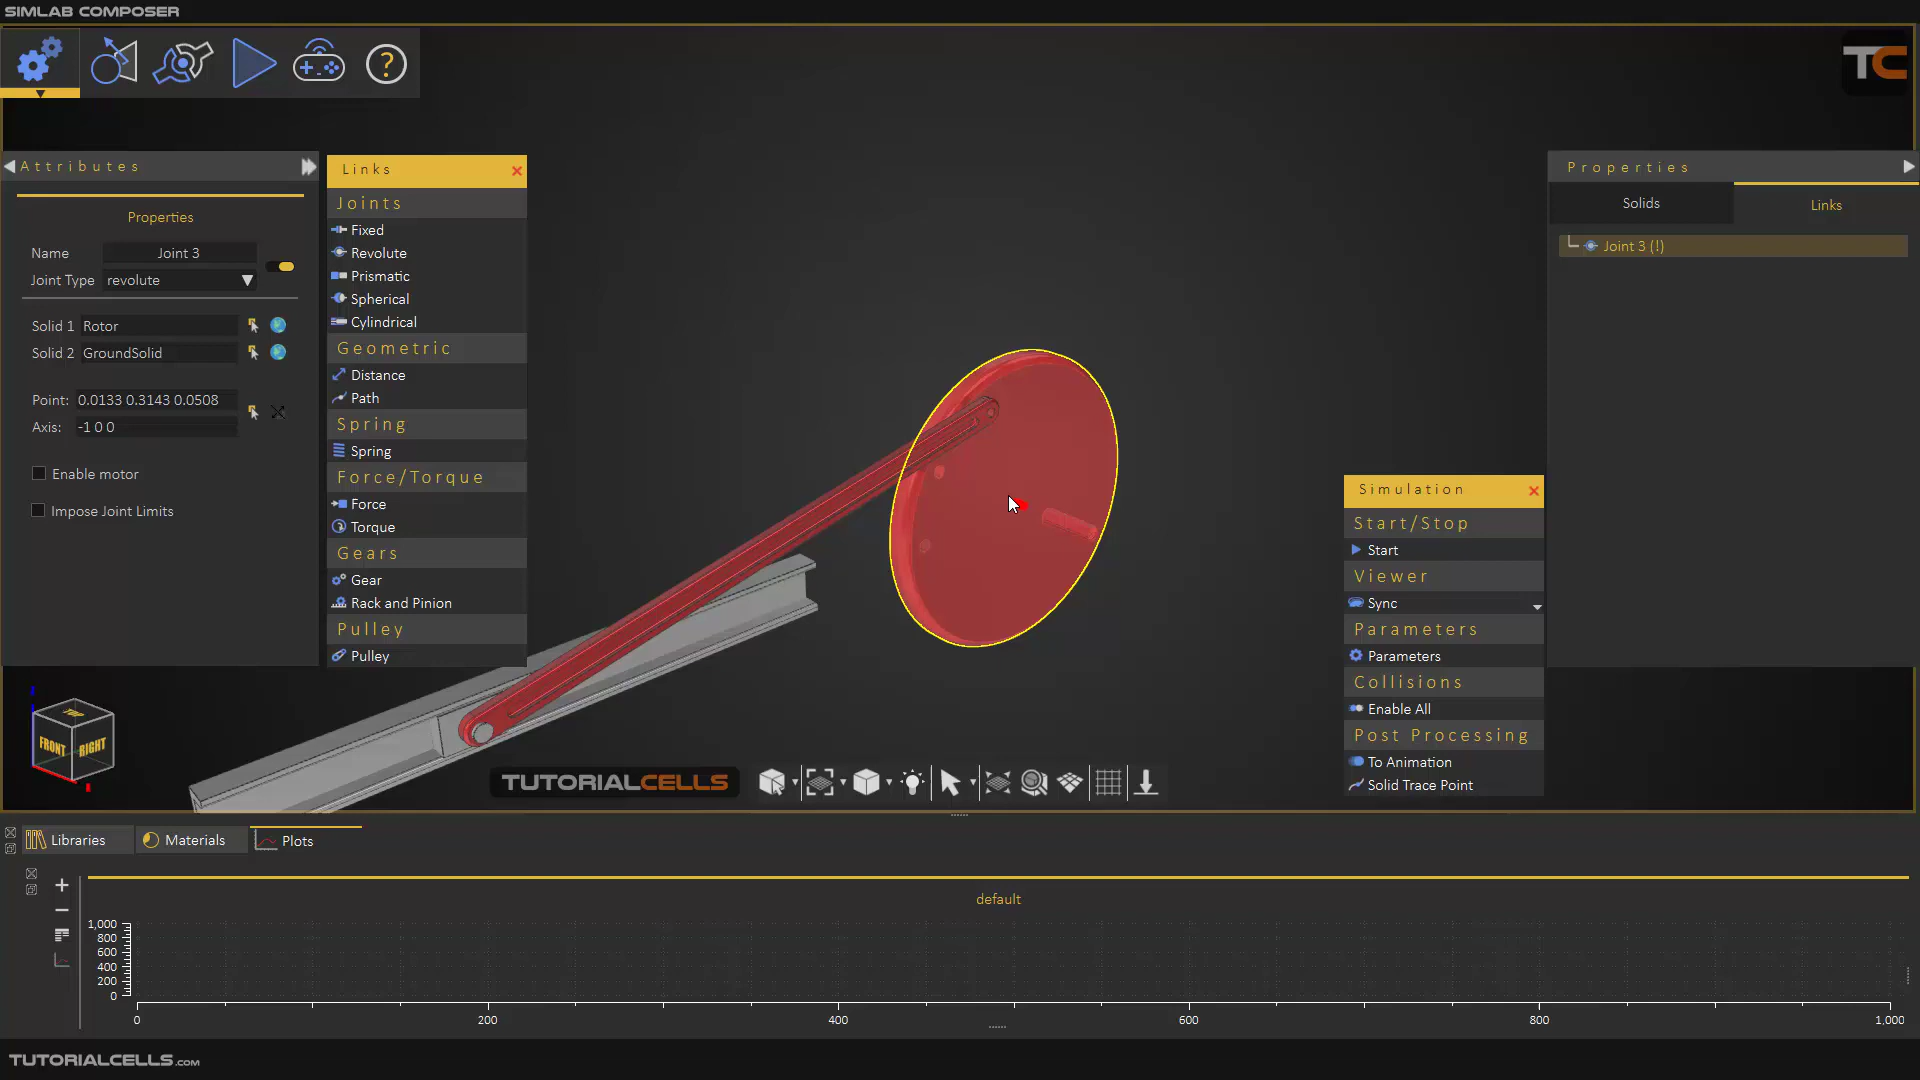 SIMLAB COMPOSER
TC
Attributes
Properties
Name Joint 3
Joint Type revolute
Solid 1 Rotor
Solid 2 GroundSolid
Point: 0.0133 0.3143 0.0508
Axis: -1 0 0
Enable motor
Impose Joint Limits
Links
Joints
Fixed
Revolute
Prismatic
Spherical
Cylindrical
Geometric
Distance
Path
Spring
Spring
Force/Torque
Force
Torque
Gears
Gear
Rack and Pinion
Pulley
Pulley
Properties
Solids Links
Joint 3 (!)
Simulation
Start/Stop
Start
Viewer
Sync
Parameters
Parameters
Collisions
Enable All
Post Processing
To Animation
Solid Trace Point
TOP
FRONT RIGHT
TUTORIALCELLS
Libraries Materials Plots
default
1,000
800
600
400
200
0
0 200 400 600 800 1,000
TUTORIALCELLS.COM